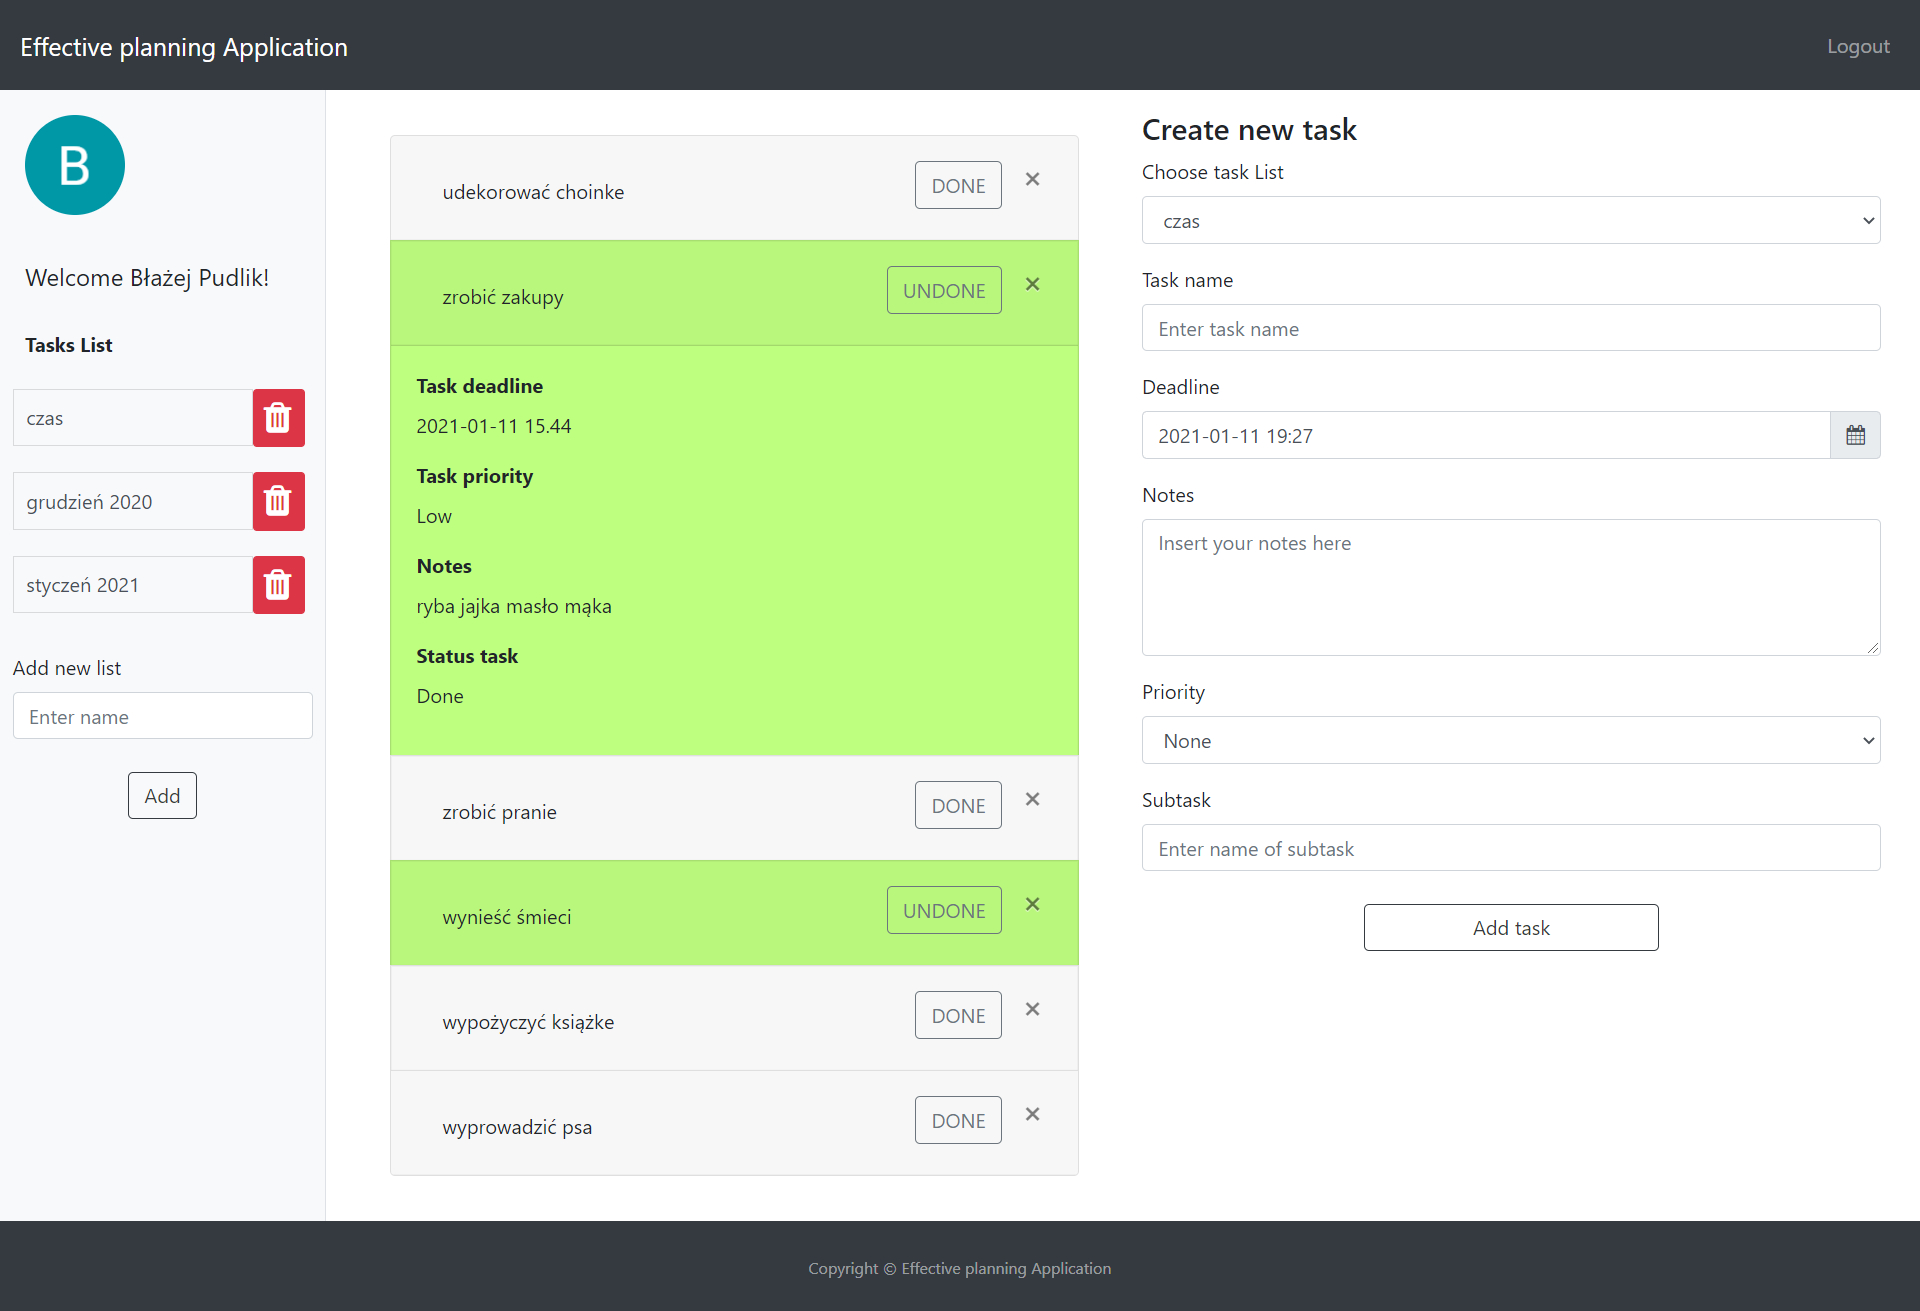 Effective planning Application
Logout
B
Welcome Błażej Pudlik!
Tasks List
czas
grudzień 2020
styczeń 2021
Add new list
Enter name
Add
udekorować choinke
DONE
×
zrobić zakupy
UNDONE
×
Task deadline
2021-01-11 15.44
Task priority
Low
Notes
ryba jajka masło mąka
Status task
Done
zrobić pranie
DONE
×
wynieść śmieci
UNDONE
×
wypożyczyć książke
DONE
×
wyprowadzić psa
DONE
×
Create new task
Choose task List
czas
Task name
Enter task name
Deadline
2021-01-11 19:27
Notes
Insert your notes here
Priority
None
Subtask
Enter name of subtask
Add task
Copyright © Effective planning Application